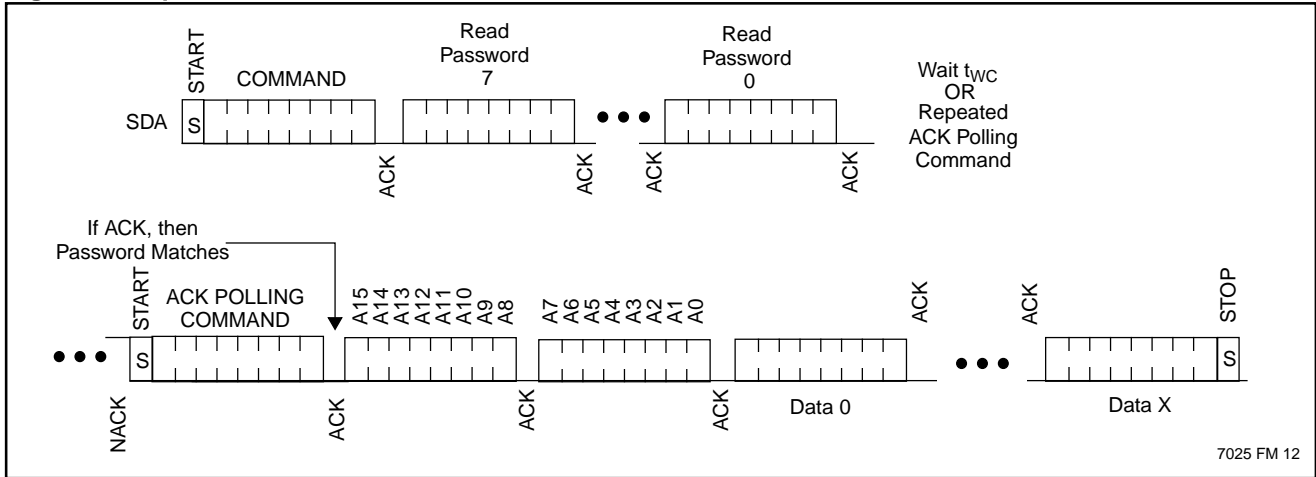 START
COMMAND
Read
Password
7
Read
Password
0
Wait tWC
OR
Repeated
ACK Polling
Command
SDA
S
ACK
ACK
ACK
ACK
If ACK, then
Password Matches
START
ACK POLLING
COMMAND
A15
A14
A13
A12
A11
A10
A9
A8
A7
A6
A5
A4
A3
A2
A1
A0
ACK
ACK
STOP
S
S
NACK
ACK
ACK
ACK
Data 0
Data X
7025 FM 12